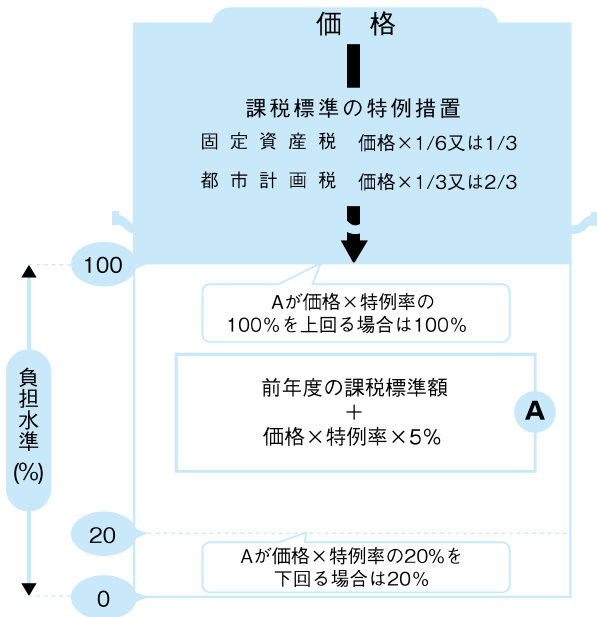 価 格
課税標準の特例措置
固定資産税 価格×1/6又は1/3
都市計画税 価格×1/3又は2/3
100
Aが価格×特例率の
100%を上回る場合は100%
負担水準
(%)
前年度の課税標準額
+
価格×特例率×5%
A
20
Aが価格×特例率の20%を
下回る場合は20%
0